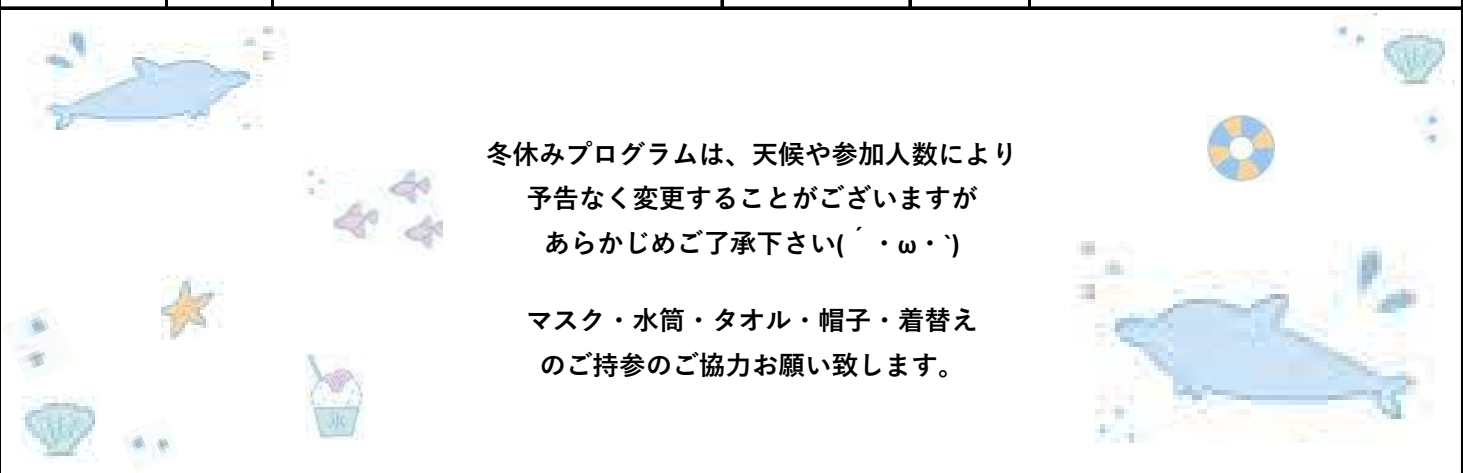 冬休みプログラムは、天候や参加人数により
予告なく変更することがございますが
あらかじめご了承下さい(´・ω・`)
マスク・水筒・タオル・帽子・着替え
のご持参のご協力お願い致します。
氷